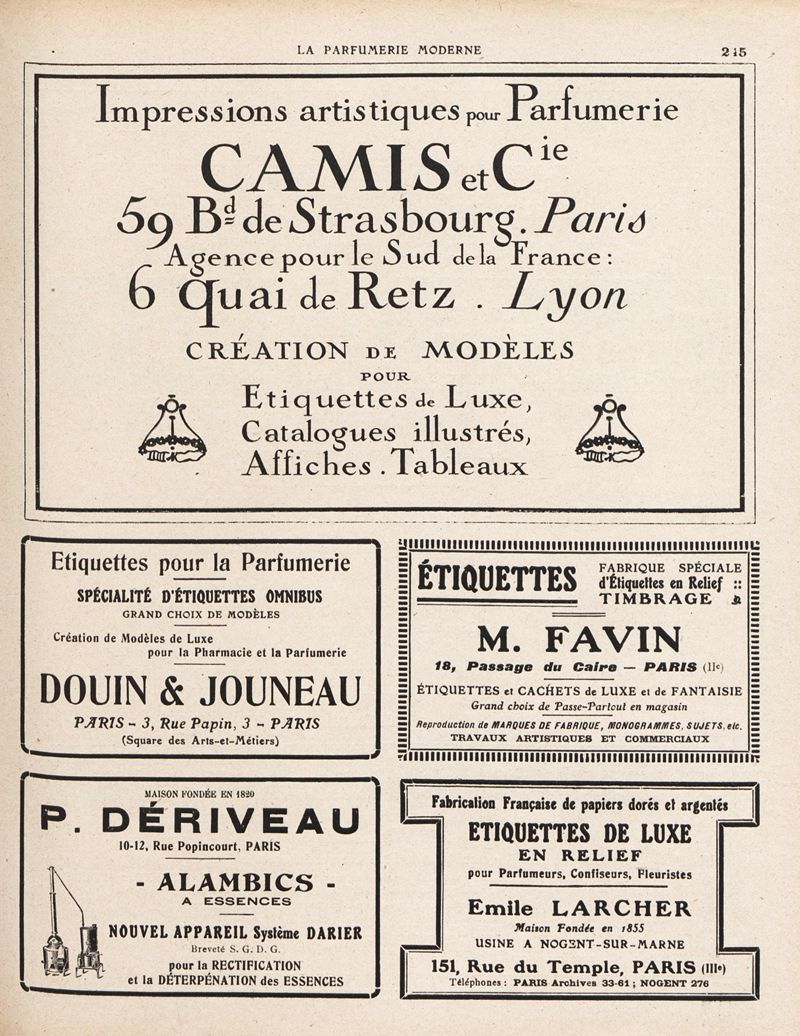 LA PARFUMERIE MODERNE
245
Impressions artistiques pour Parfumerie
CAMIS et Cie
59 Bd de Strasbourg. Paris
Agence pour le Sud de la France :
6 Quai de Retz . Lyon
CRÉATION DE MODÈLES
POUR
Etiquettes de Luxe,
Catalogues illustrés,
Affiches . Tableaux
Etiquettes pour la Parfumerie
SPÉCIALITÉ D'ÉTIQUETTES OMNIBUS
GRAND CHOIX DE MODÈLES
Création de Modèles de Luxe
pour la Pharmacie et la Parfumerie
DOUIN & JOUNEAU
PARIS - 3, Rue Papin, 3 - PARIS
(Square des Arts-et-Métiers)
ÉTIQUETTES
FABRIQUE SPÉCIALE
d'Étiquettes en Relief ::
TIMBRAGE
M. FAVIN
18, Passage du Caire — PARIS (IIe)
ÉTIQUETTES et CACHETS de LUXE et de FANTAISIE
Grand choix de Passe-Partout en magasin
Reproduction de MARQUES DE FABRIQUE, MONOGRAMMES, SUJETS, etc.
TRAVAUX ARTISTIQUES ET COMMERCIAUX
MAISON FONDÉE EN 1820
P. DÉRIVEAU
10-12, Rue Popincourt, PARIS
- ALAMBICS -
A ESSENCES
NOUVEL APPAREIL Système DARIER
Breveté S. G. D. G.
pour la RECTIFICATION
et la DÉTERPÉNATION des ESSENCES
Fabrication Française de papiers dorés et argentés
ETIQUETTES DE LUXE
EN RELIEF
pour Parfumeurs, Confiseurs, Fleuristes
Emile LARCHER
Maison Fondée en 1855
USINE A NOGENT-SUR-MARNE
151, Rue du Temple, PARIS (IIIe)
Téléphones : PARIS Archives 33-61 ; NOGENT 276